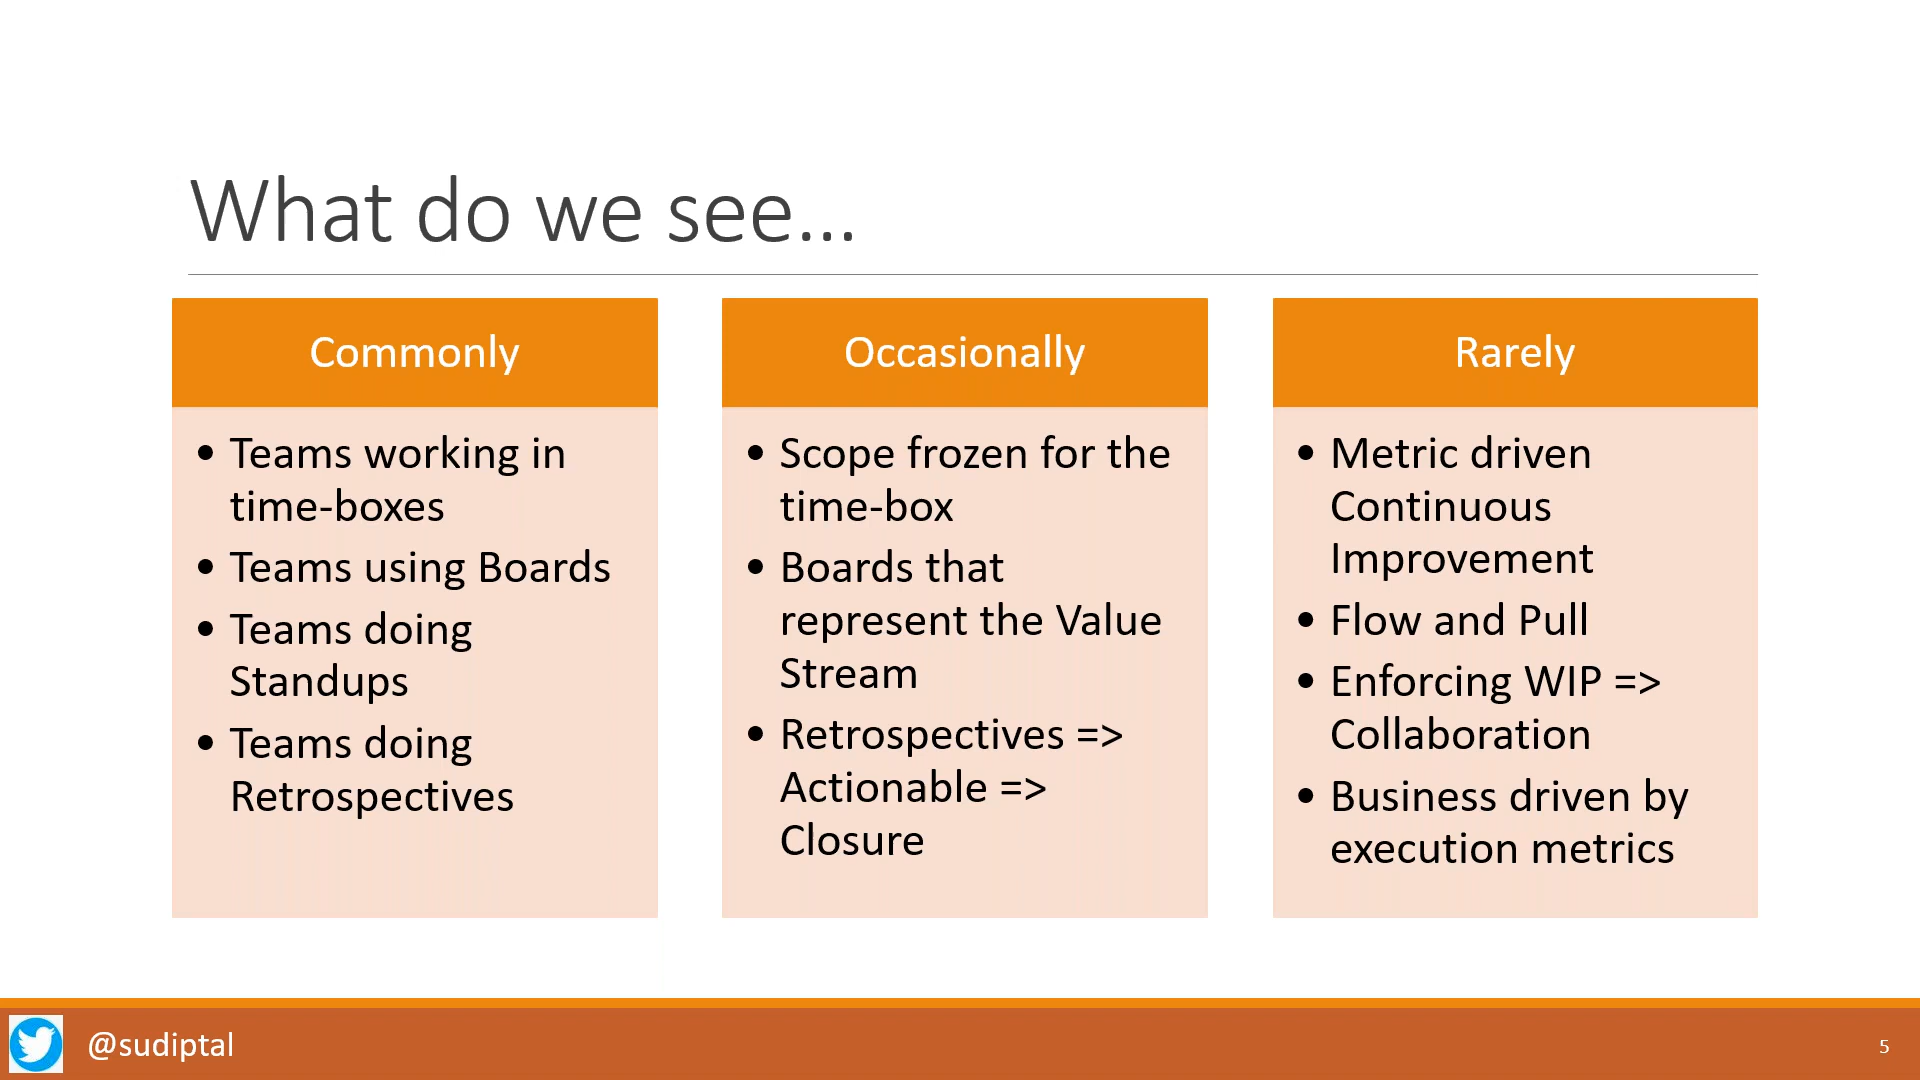 What do we see...
Commonly
• Teams working in
time-boxes
• Teams using Boards
• Teams doing
Standups
• Teams doing
Retrospectives
Occasionally
• Scope frozen for the
time-box
• Boards that
represent the Value
Stream
• Retrospectives =>
Actionable =>
Closure
Rarely
• Metric driven
Continuous
Improvement
• Flow and Pull
• Enforcing WIP =>
Collaboration
• Business driven by
execution metrics
@sudiptal
5